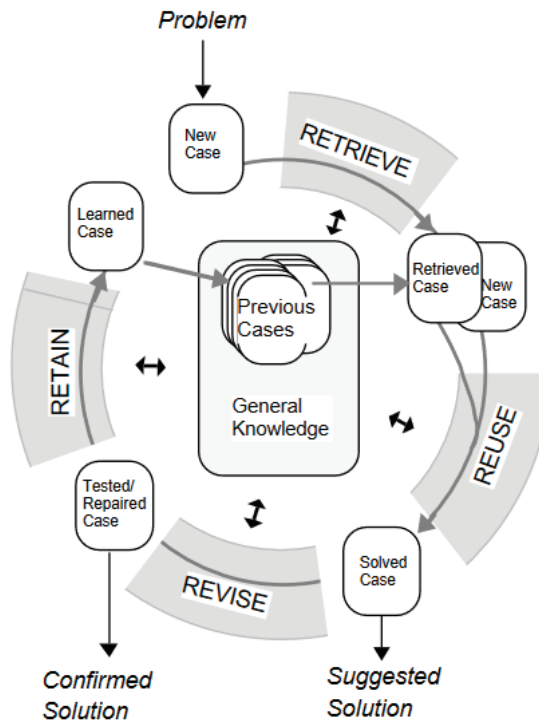 Problem
New
Case
RETRIEVE
Learned
Case
Retrieved
Case
New
Case
Previous
Cases
General
Knowledge
RETAIN
REUSE
Tested/
Repaired
Case
REVISE
Solved
Case
Confirmed
Solution
Suggested
Solution